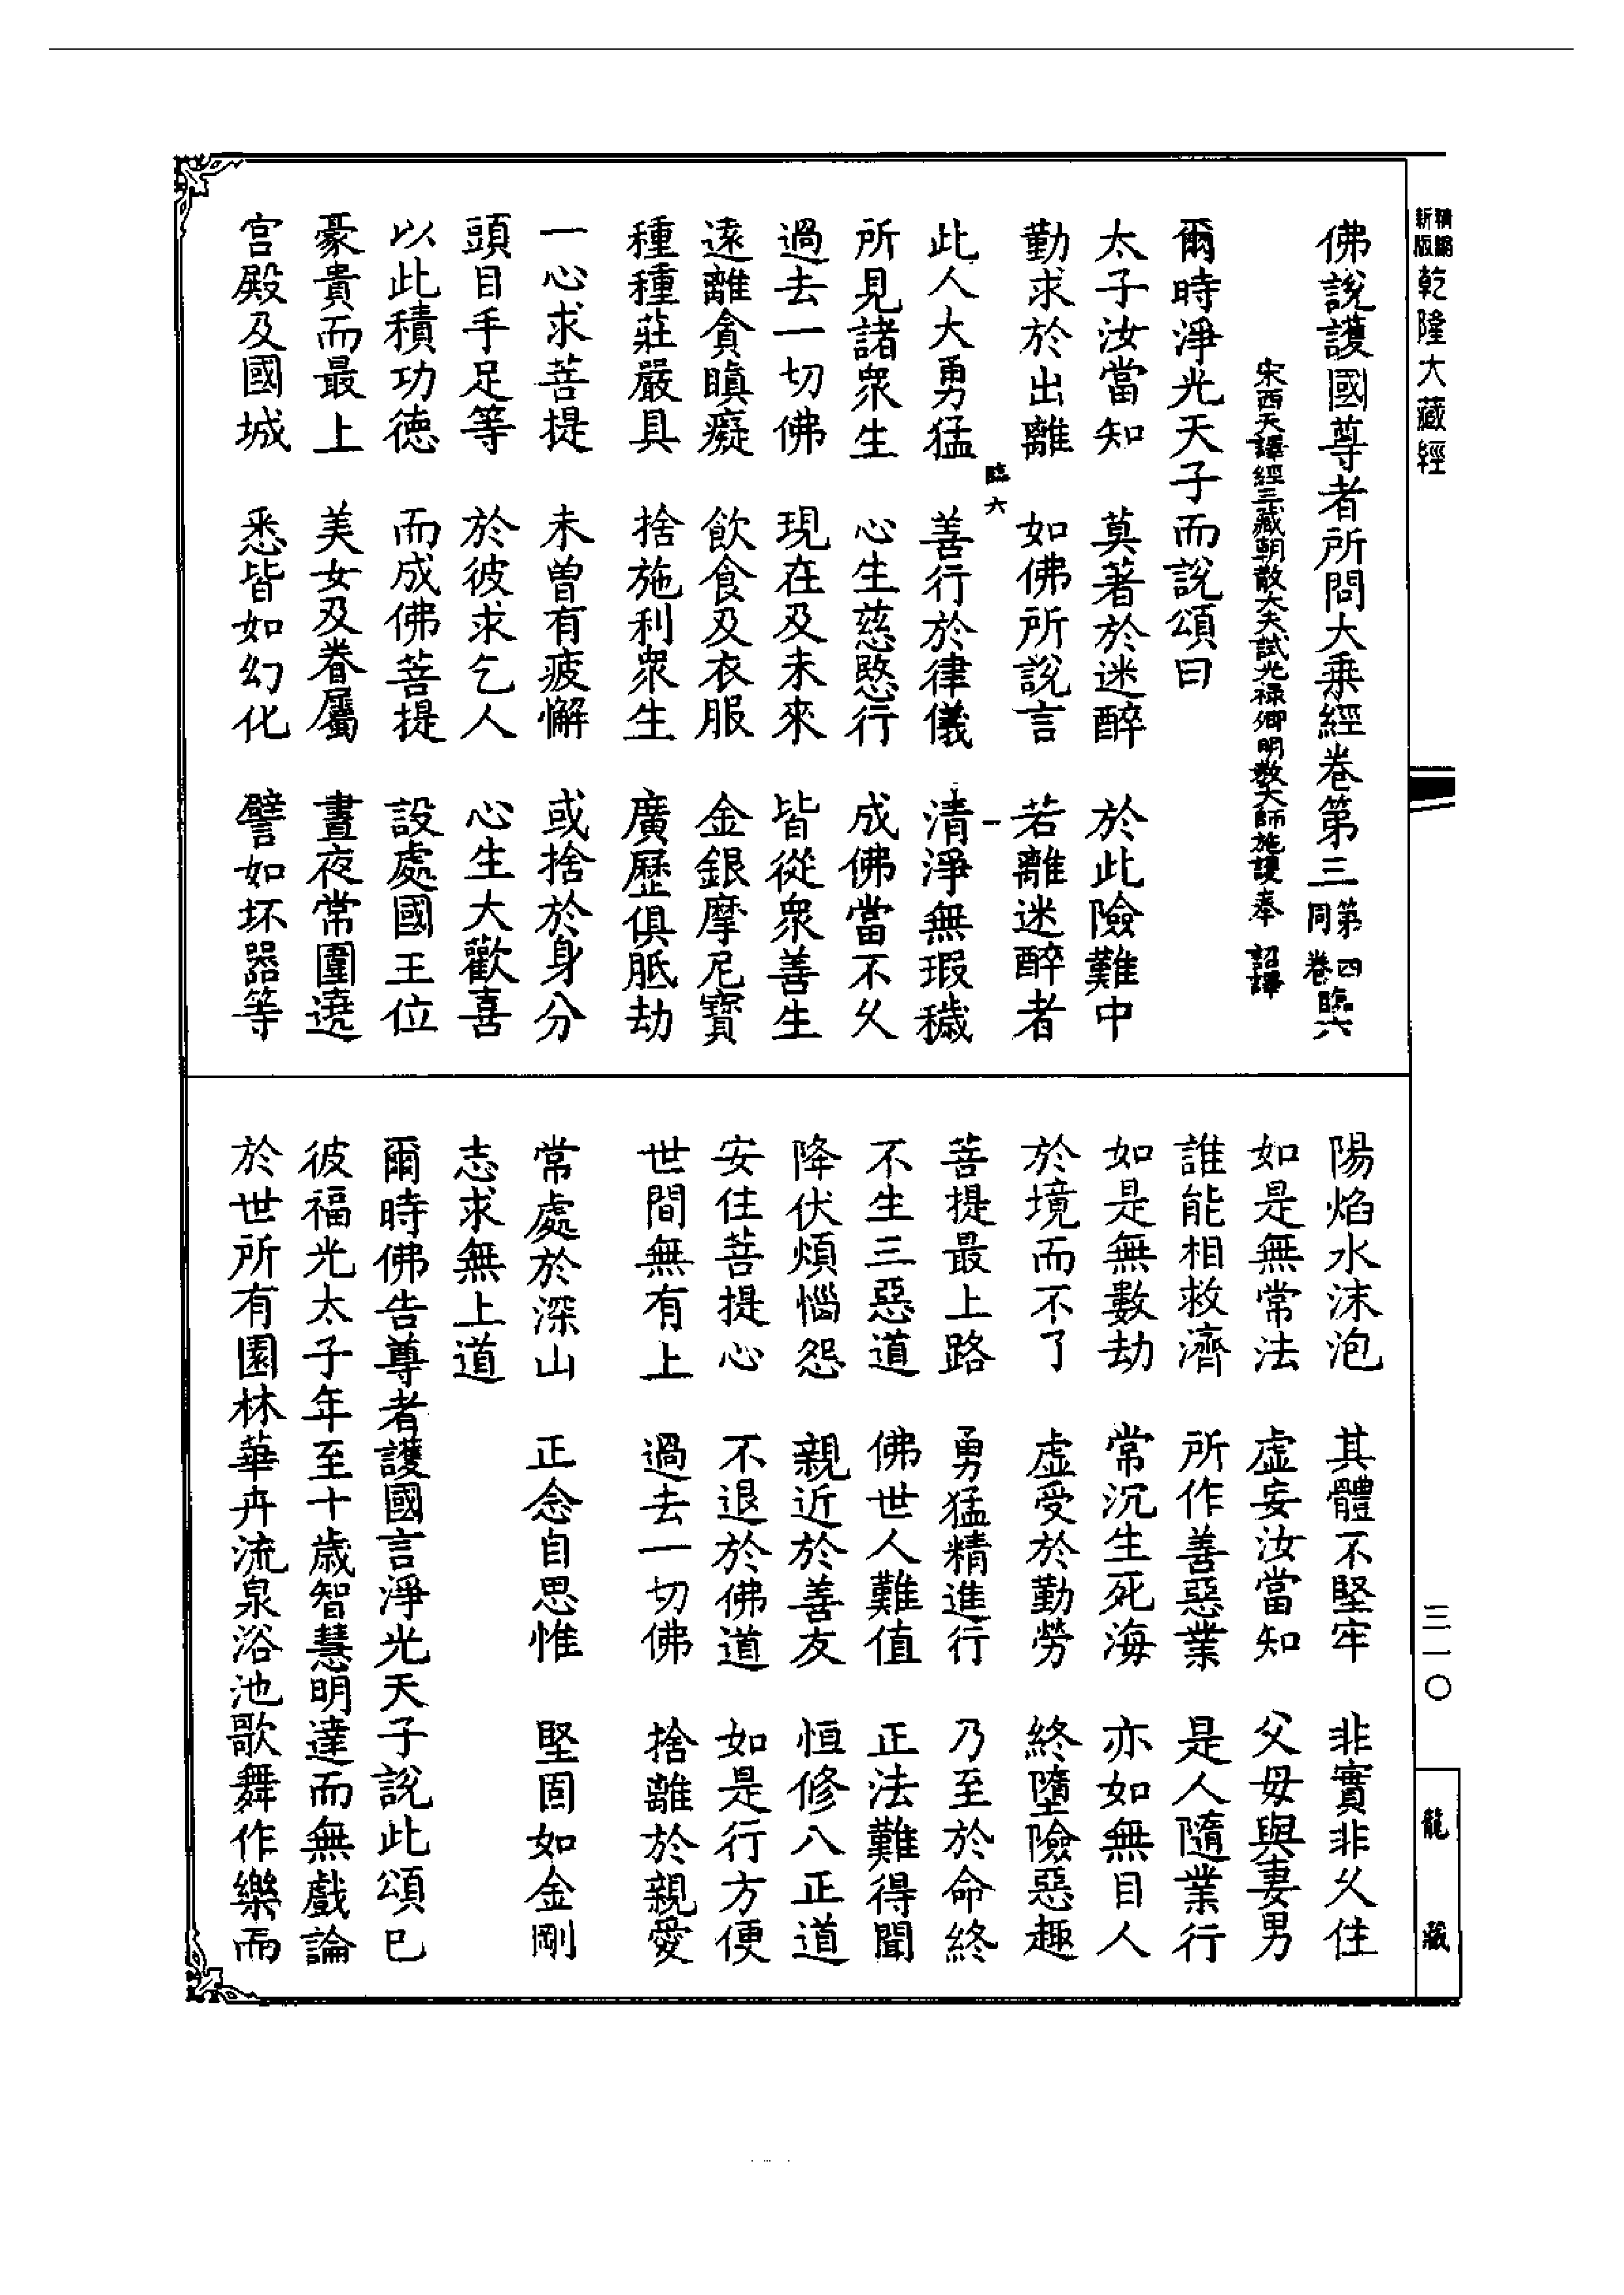 新版 精編 乾隆大藏經
佛說護國尊者所問大乘經卷第三 第四同卷 臨六
宋西天譯經三藏朝散大夫試光祿卿明教大師施護奉 詔譯
爾時淨光天子而說頌曰
太子汝當知 莫著於迷醉 於此險難中
勤求於出離 如佛所說言 若離迷醉者
臨六
此人大勇猛 善行於律儀 清淨無瑕穢
所見諸眾生 心生慈愍行 成佛當不久
過去一切佛 現在及未來 皆從眾善生
遠離貪瞋癡 飲食及衣服 金銀摩尼寶
種種莊嚴具 捨施利眾生 廣歷俱胝劫
一心求菩提 未曾有疲懈 或捨於身分
頭目手足等 於彼求乞人 心生大歡喜
以此積功德 而成佛菩提 設處國王位
豪貴而最上 美女及眷屬 晝夜常圍遶
宮殿及國城 悉皆如幻化 譬如坏器等
陽焰水沫泡 其體不堅牢 非實非久住
如是無常法 虛妄汝當知 父母與妻男
誰能相救濟 所作善惡業 是人隨業行
如是無數劫 常沉生死海 亦如無目人
於境而不了 虛受於勤勞 終墮險惡趣
菩提最上路 勇猛精進行 乃至於命終
不生三惡道 佛世人難值 正法難得聞
降伏煩惱怨 親近於善友 恒修八正道
安住菩提心 不退於佛道 如是行方便
世間無有上 過去一切佛 捨離於親愛
常處於深山 正念自思惟 堅固如金剛
志求無上道
爾時佛告尊者護國言淨光天子說此頌已
彼福光太子年至十歲智慧明達而無戲論
於世所有園林華卉流泉浴池歌舞作樂而
三一〇
龍藏